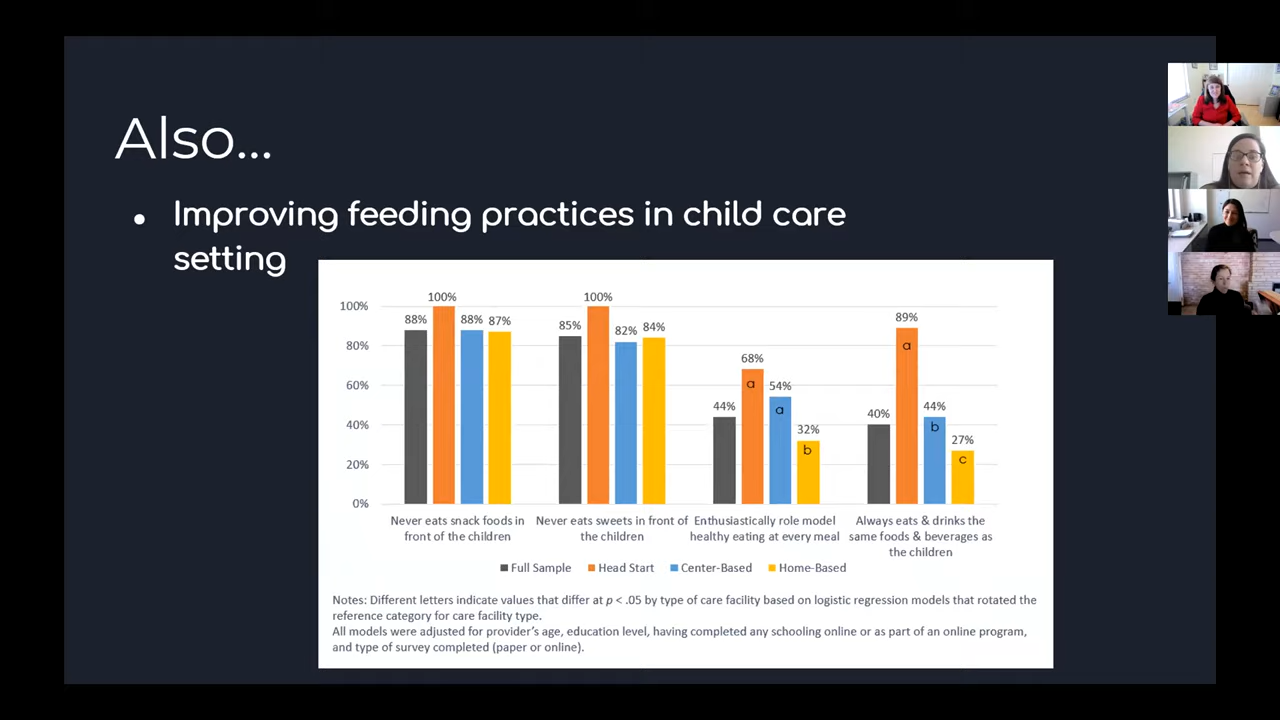 Also...
• Improving feeding practices in child care
setting
100%
80%
60%
40%
20%
0%
88%
100%
88%
87%
85%
100%
82%
84%
44%
68%
a
54%
a
32%
b
40%
89%
a
44%
b
27%
c
Never eats snack foods in
front of the children
Never eats sweets in front of
the children
Enthusiastically role model
healthy eating at every meal
Always eats & drinks the
same foods & beverages as
the children
Full Sample Head Start Center-Based Home-Based
Notes: Different letters indicate values that differ at p < .05 by type of care facility based on logistic regression models that rotated the
reference category for care facility type.
All models were adjusted for provider's age, education level, having completed any schooling online or as part of an online program,
and type of survey completed (paper or online).